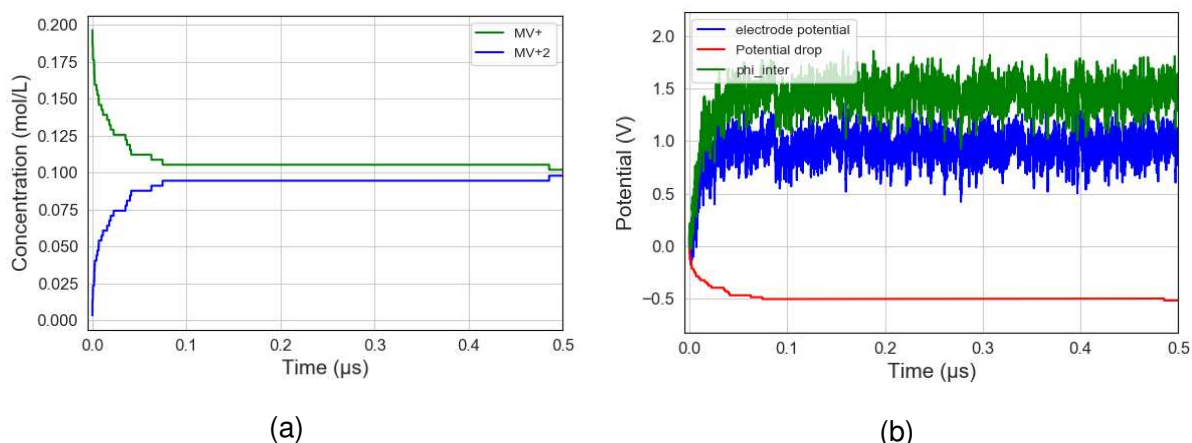 0.200
0.175
0.150
0.125
0.100
0.075
0.050
0.025
0.000
Concentration (mol/L)
MV+
MV+2
0.0 0.1 0.2 0.3 0.4 0.5
Time (μs)
(a)
2.0
1.5
1.0
0.5
0.0
−0.5
Potential (V)
electrode potential
Potential drop
phi_inter
0.0 0.1 0.2 0.3 0.4 0.5
Time (μs)
(b)